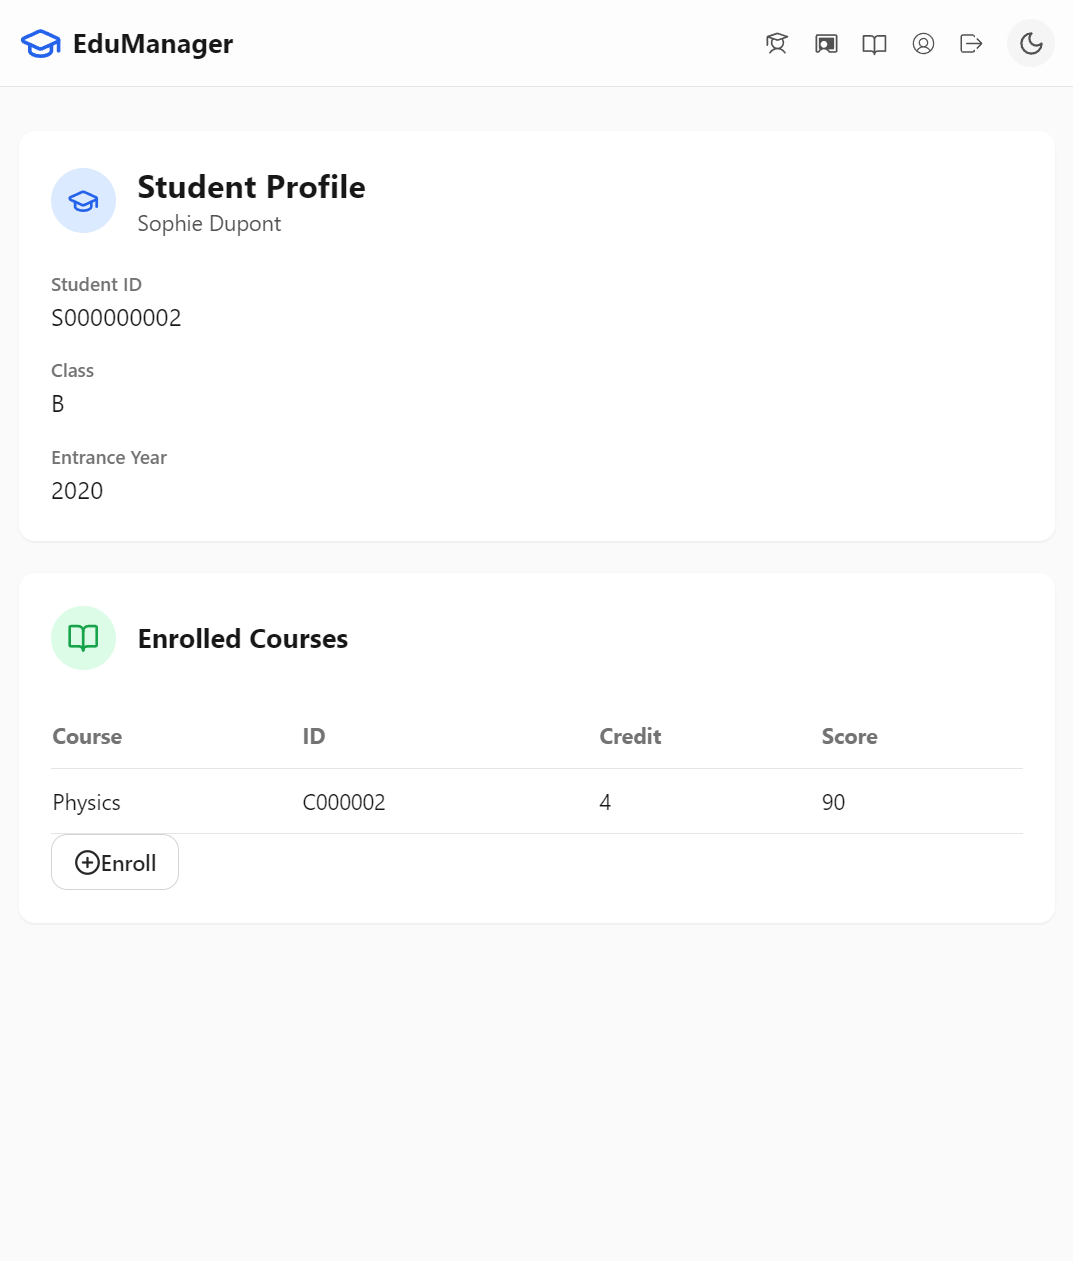 EduManager
Student Profile
Sophie Dupont
Student ID
S000000002
Class
B
Entrance Year
2020
Enrolled Courses
Course ID Credit Score
Physics C000002 4 90
Enroll